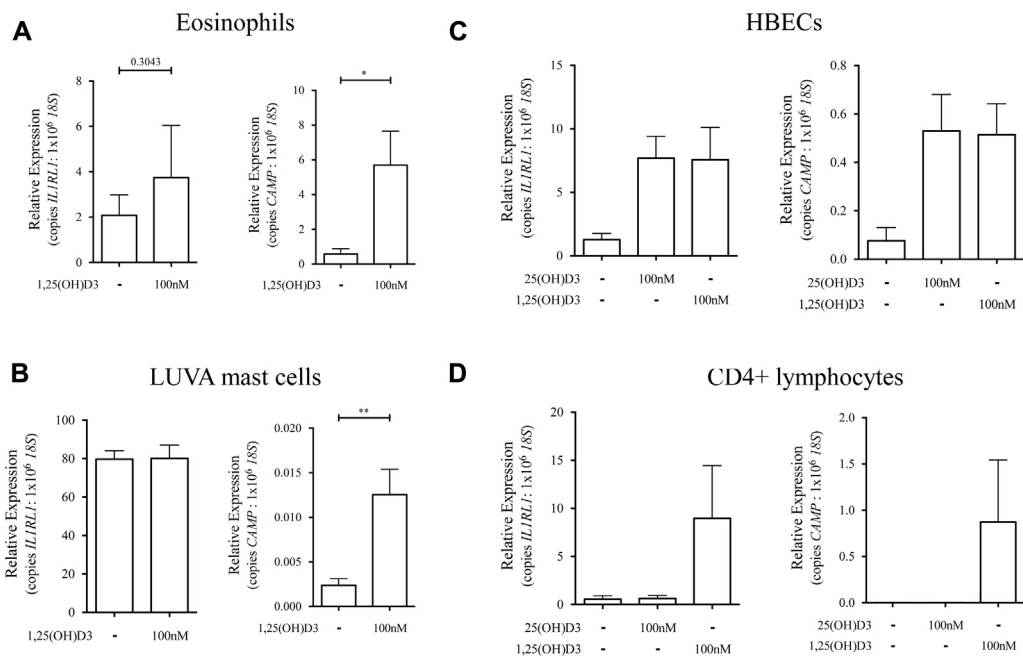 A
Eosinophils
0.3043
Relative Expression
(copies IL1RL1: 1x10⁶ 18S)
8
6
4
2
0
1,25(OH)D3 - 100nM
*
Relative Expression
(copies CAMP : 1x10⁶ 18S)
10
8
6
4
2
0
1,25(OH)D3 - 100nM
C
HBECs
Relative Expression
(copies IL1RL1: 1x10⁶ 18S)
15
10
5
0
25(OH)D3 - 100nM -
1,25(OH)D3 - - 100nM
Relative Expression
(copies CAMP : 1x10⁶ 18S)
0.8
0.6
0.4
0.2
0.0
25(OH)D3 - 100nM -
1,25(OH)D3 - - 100nM
B
LUVA mast cells
Relative Expression
(copies IL1RL1: 1x10⁶ 18S)
100
80
60
40
20
0
1,25(OH)D3 - 100nM
**
Relative Expression
(copies CAMP : 1x10⁶ 18S)
0.020
0.015
0.010
0.005
0.000
1,25(OH)D3 - 100nM
D
CD4+ lymphocytes
Relative Expression
(copies IL1RL1: 1x10⁶ 18S)
20
15
10
5
0
25(OH)D3 - 100nM -
1,25(OH)D3 - - 100nM
Relative Expression
(copies CAMP : 1x10⁶ 18S)
2.0
1.5
1.0
0.5
0.0
25(OH)D3 - 100nM -
1,25(OH)D3 - - 100nM